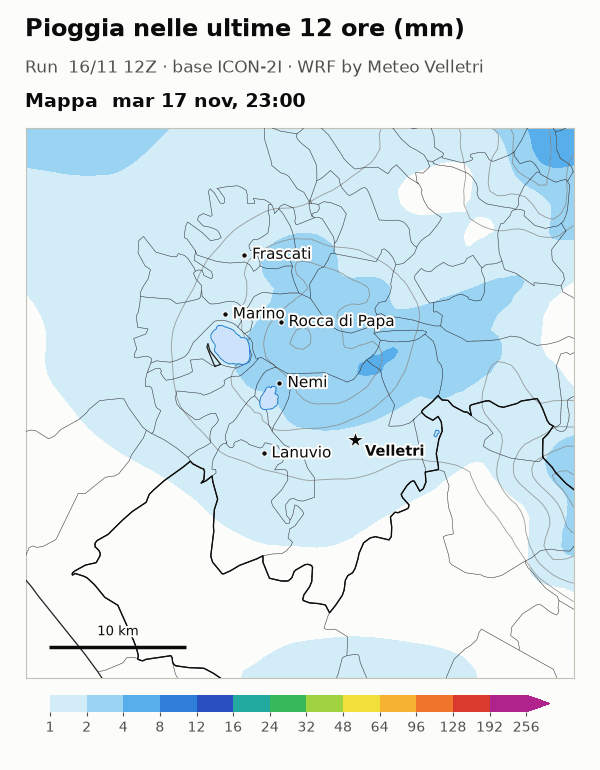 Pioggia nelle ultime 12 ore (mm)
Run  16/11 12Z · base ICON-2I · WRF by Meteo Velletri
Mappa  mar 17 nov, 23:00
Frascati
Marino
Rocca di Papa
Nemi
Velletri
Lanuvio
10 km
1 2 4 8 12 16 24 32 48 64 96 128 192 256